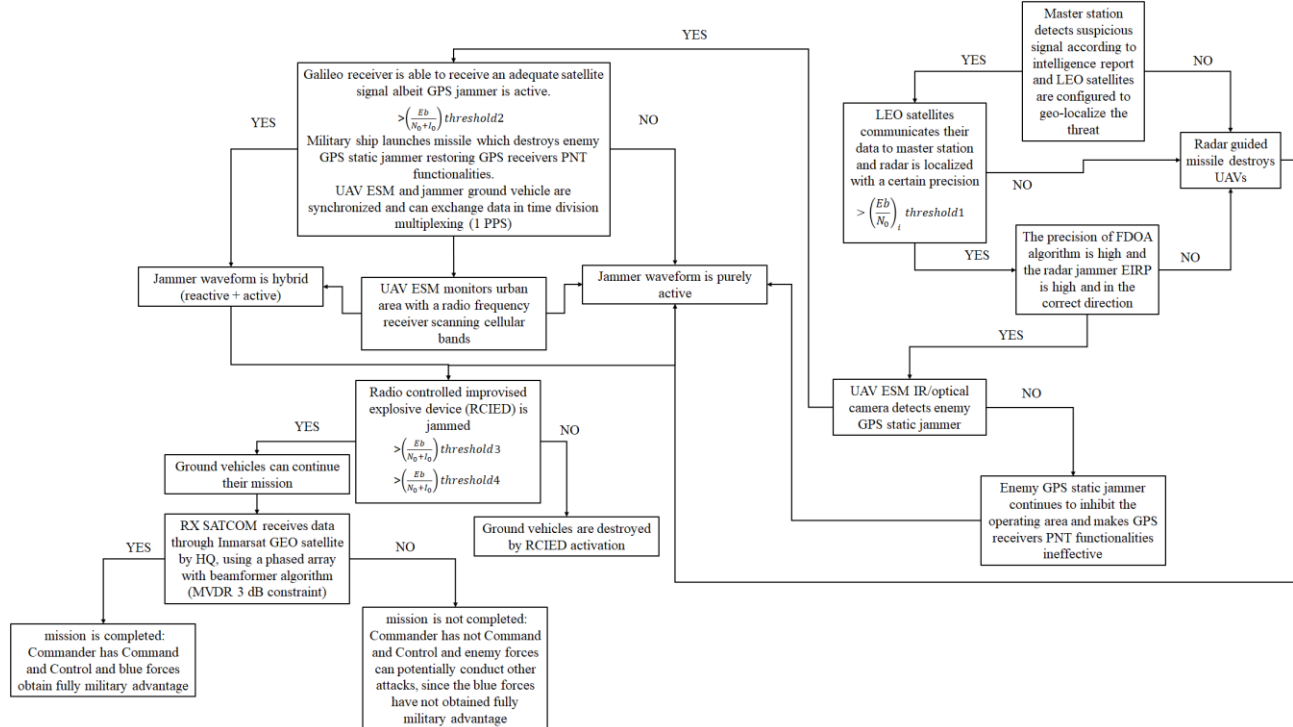 Master station
detects suspicious
signal according to
intelligence report
and LEO satellites
are configured to
geo-localize the
threat
YES
NO
LEO satellites
communicates their
data to master station
and radar is localized
with a certain precision
> (Eb/N₀)ᵢ threshold1
NO
YES
Radar guided
missile destroys
UAVs
The precision of FDOA
algorithm is high and
the radar jammer EIRP
is high and in the
correct direction
NO
YES
UAV ESM IR/optical
camera detects enemy
GPS static jammer
YES
NO
Enemy GPS static jammer
continues to inhibit the
operating area and makes GPS
receivers PNT functionalities
ineffective
Galileo receiver is able to receive an adequate satellite
signal albeit GPS jammer is active.
>(Eb/N₀+I₀) threshold2
Military ship launches missile which destroys enemy
GPS static jammer restoring GPS receivers PNT
functionalities.
UAV ESM and jammer ground vehicle are
synchronized and can exchange data in time division
multiplexing (1 PPS)
YES
NO
Jammer waveform is hybrid
(reactive + active)
UAV ESM monitors urban
area with a radio frequency
receiver scanning cellular
bands
Jammer waveform is purely
active
Radio controlled improvised
explosive device (RCIED) is
jammed
>(Eb/N₀+I₀) threshold3
>(Eb/N₀+I₀) threshold4
YES
NO
Ground vehicles can continue
their mission
Ground vehicles are destroyed
by RCIED activation
RX SATCOM receives data
through Inmarsat GEO satellite
by HQ, using a phased array
with beamformer algorithm
(MVDR 3 dB constraint)
YES
NO
mission is completed:
Commander has Command
and Control and blue forces
obtain fully military advantage
mission is not completed:
Commander has not Command
and Control and enemy forces
can potentially conduct other
attacks, since the blue forces
have not obtained fully
military advantage